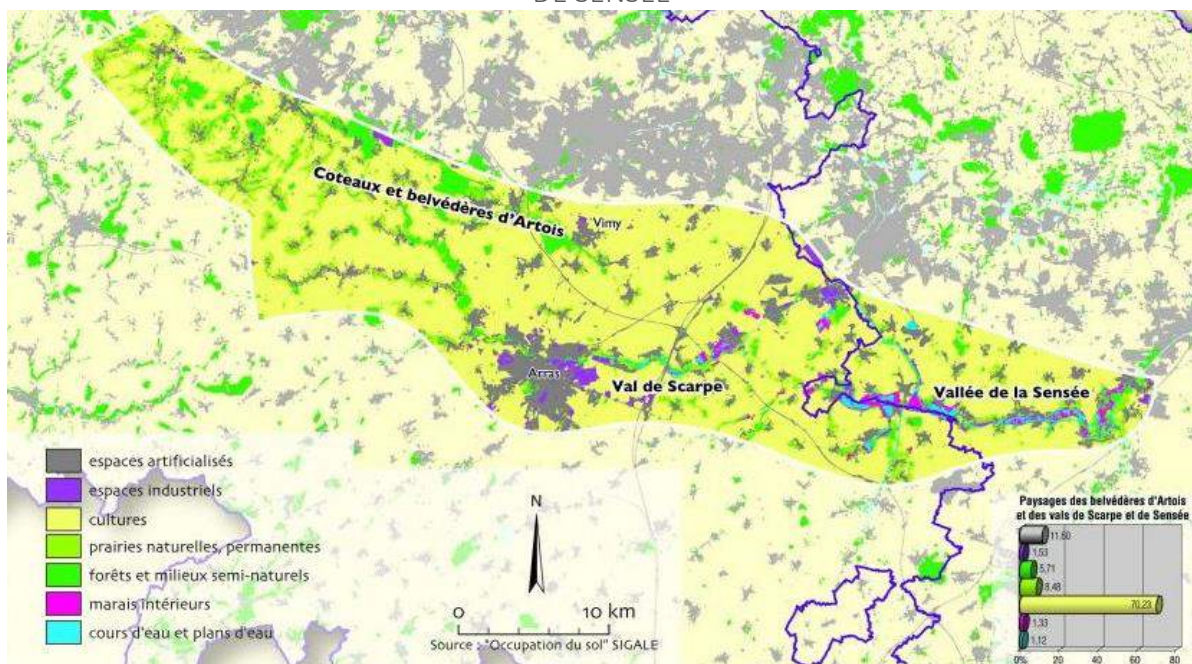 DE SENSÉE
Coteaux et belvédères d'Artois
Vimy
Arras
Val de Scarpe
Vallée de la Sensée
espaces artificialisés
espaces industriels
cultures
prairies naturelles, permanentes
forêts et milieux semi-naturels
marais intérieurs
cours d'eau et plans d'eau
N
0 10 km
Source : "Occupation du sol" SIGALE
Paysages des belvédères d'Artois
et des vals de Scarpe et de Sensée
11.60
1,53
5,71
8,48
70,23
1,33
1,12
0% 20 40 60 80